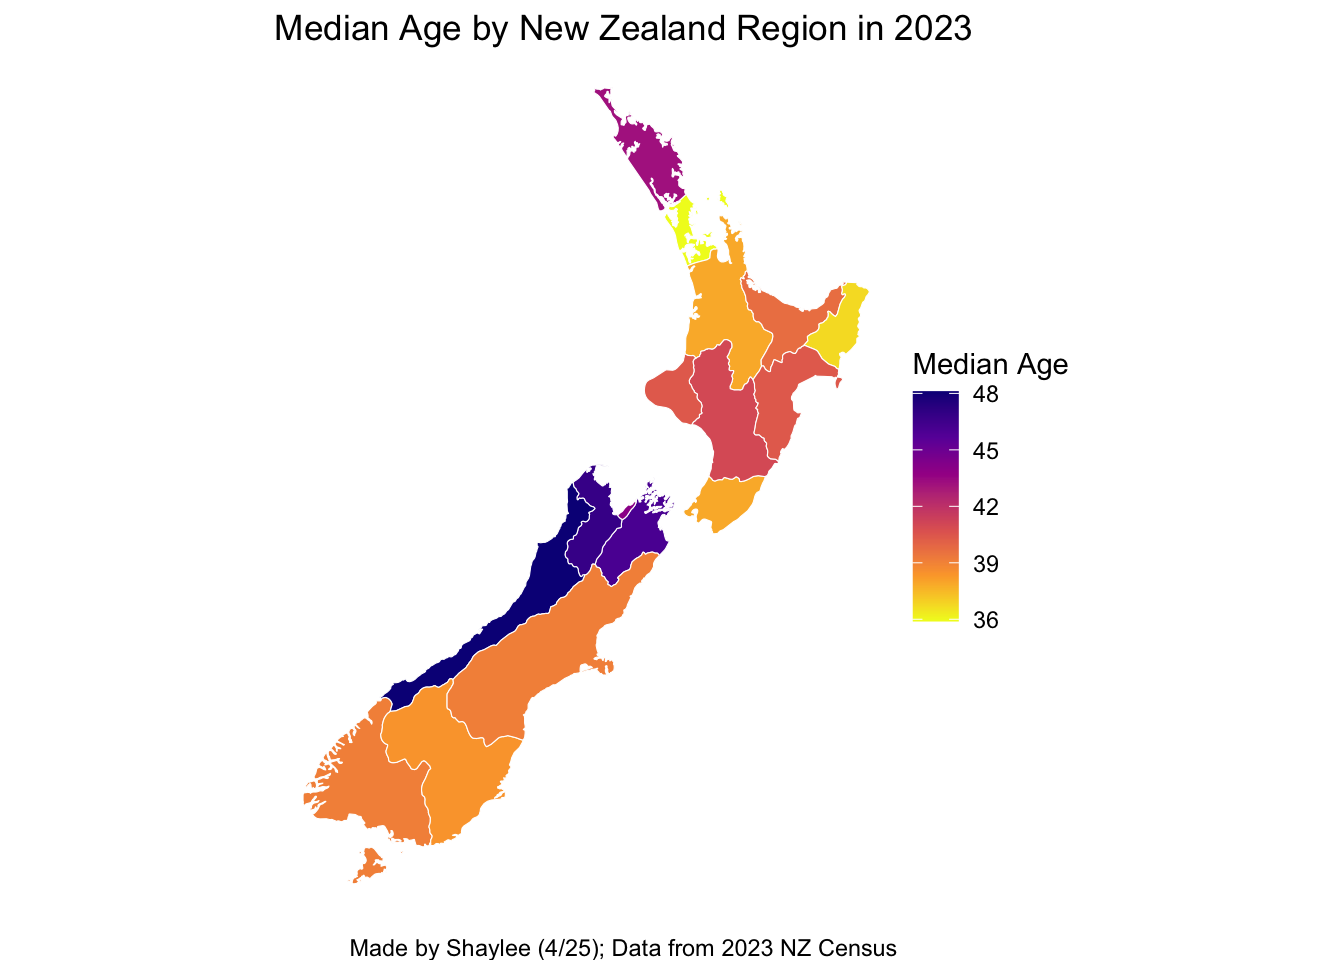 Median Age by New Zealand Region in 2023
Median Age
48
45
42
39
36
Made by Shaylee (4/25); Data from 2023 NZ Census